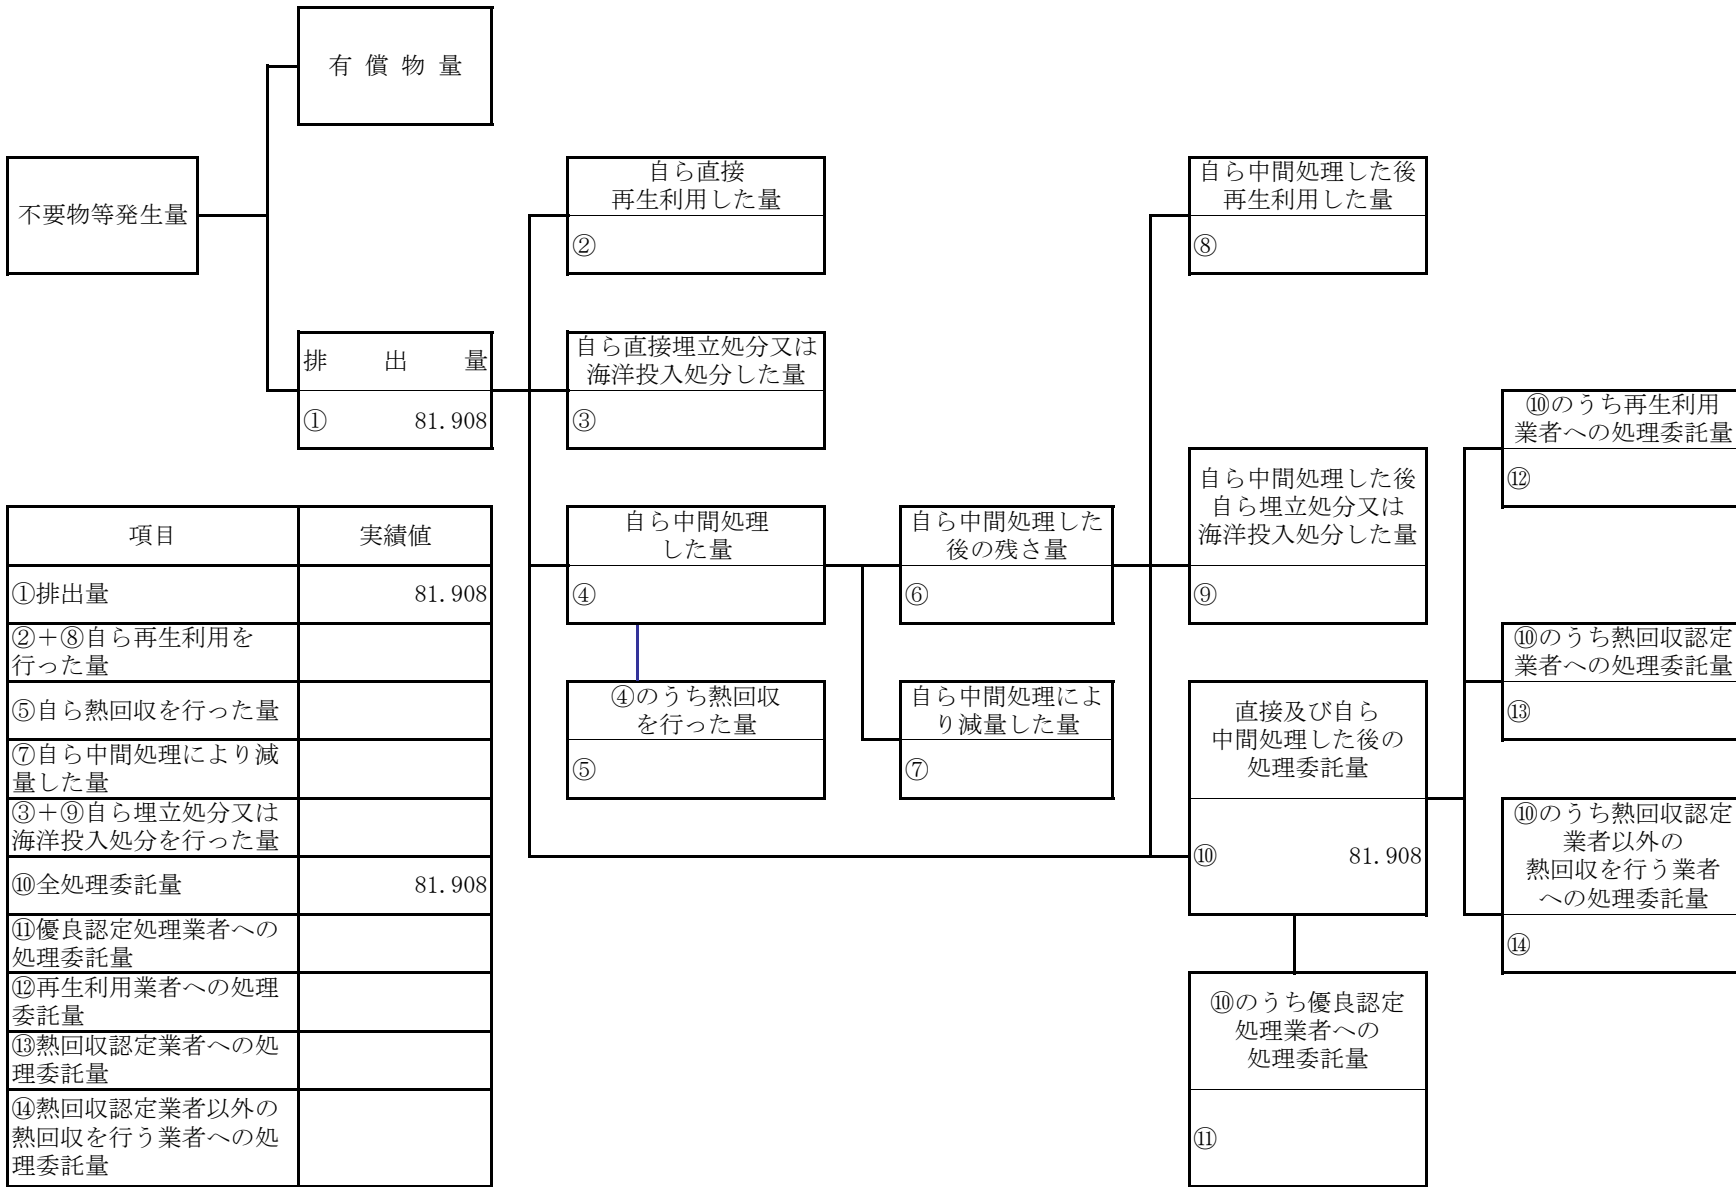 有償物量
不要物等発生量
自ら直接
再生利用した量
②
自ら中間処理した後
再生利用した量
⑧
排出量
① 81.908
自ら直接埋立処分又は
海洋投入処分した量
③
⑩のうち再生利用
業者への処理委託量
⑫
自ら中間処理した後
自ら埋立処分又は
海洋投入処分した量
⑨
自ら中間処理
した量
④
自ら中間処理した
後の残さ量
⑥
⑩のうち熱回収認定
業者への処理委託量
⑬
④のうち熱回収
を行った量
⑤
自ら中間処理によ
り減量した量
⑦
直接及び自ら
中間処理した後の
処理委託量
⑩ 81.908
⑩のうち熱回収認定
業者以外の
熱回収を行う業者
への処理委託量
⑭
⑩のうち優良認定
処理業者への
処理委託量
⑪
項目 実績値
①排出量 81.908
②＋⑧自ら再生利用を
行った量
⑤自ら熱回収を行った量
⑦自ら中間処理により減
量した量
③＋⑨自ら埋立処分又は
海洋投入処分を行った量
⑩全処理委託量 81.908
⑪優良認定処理業者への
処理委託量
⑫再生利用業者への処理
委託量
⑬熱回収認定業者への処
理委託量
⑭熱回収認定業者以外の
熱回収を行う業者への処
理委託量